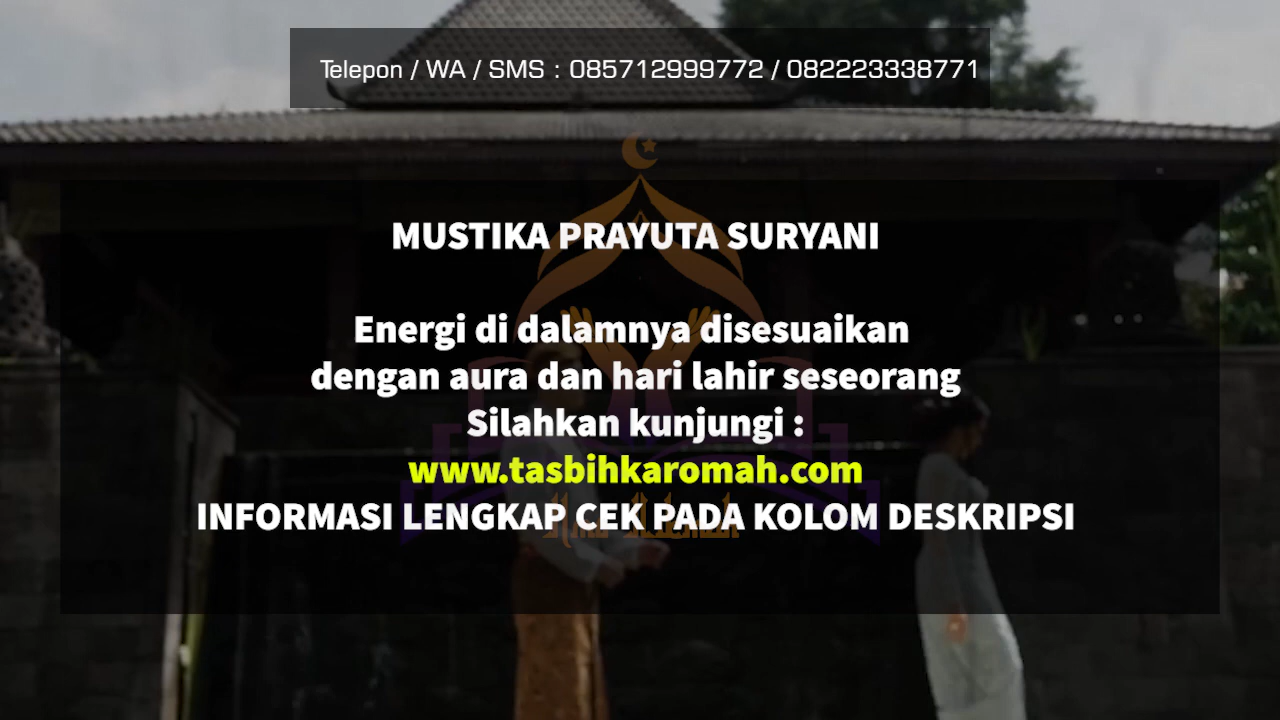 Telepon / WA / SMS : 085712999772 / 082223338771
MUSTIKA PRAYUTA SURYANI
Energi di dalamnya disesuaikan
dengan aura dan hari lahir seseorang
Silahkan kunjungi :
www.tasbihkaromah.com
INFORMASI LENGKAP CEK PADA KOLOM DESKRIPSI